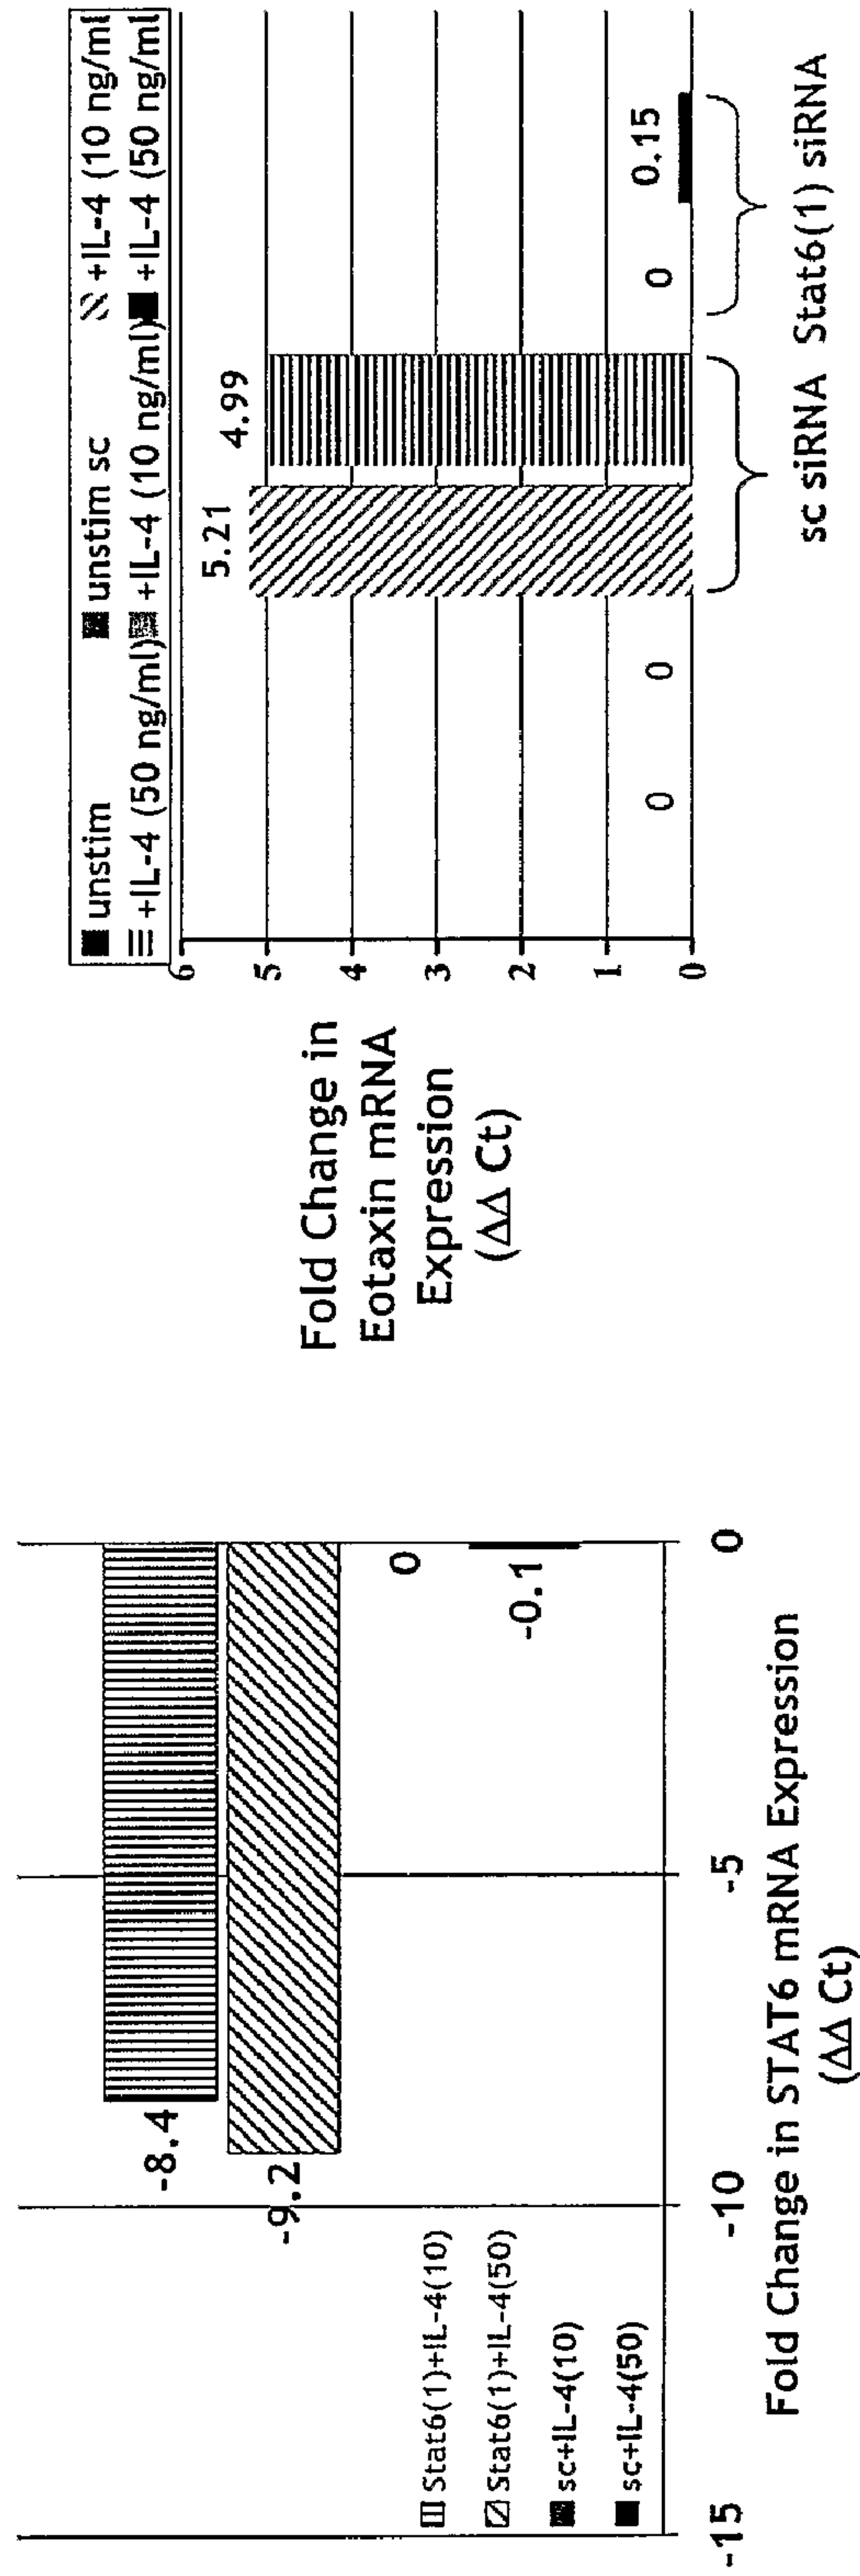 -8.4
-9.2
0
-0.1
Stat6(1)+IL-4(10)
Stat6(1)+IL-4(50)
sc+IL-4(10)
sc+IL-4(50)
-15
-10
-5
0
Fold Change in STAT6 mRNA Expression
(ΔΔ Ct)
unstim
unstim sc
+IL-4 (10 ng/ml
+IL-4 (50 ng/ml)
+IL-4 (10 ng/ml)
+IL-4 (50 ng/ml
Fold Change in
Eotaxin mRNA
Expression
(ΔΔ Ct)
6
5
4
3
2
1
0
0
0
5.21
4.99
0
0.15
sc siRNA
Stat6(1) siRNA